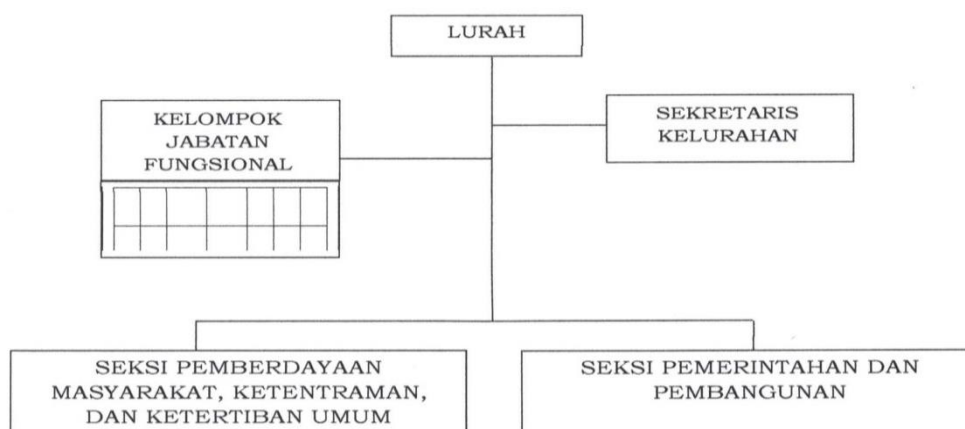 LURAH
KELOMPOK
JABATAN
FUNGSIONAL
SEKRETARIS
KELURAHAN
SEKSI PEMBERDAYAAN
MASYARAKAT, KETENTRAMAN,
DAN KETERTIBAN UMUM
SEKSI PEMERINTAHAN DAN
PEMBANGUNAN